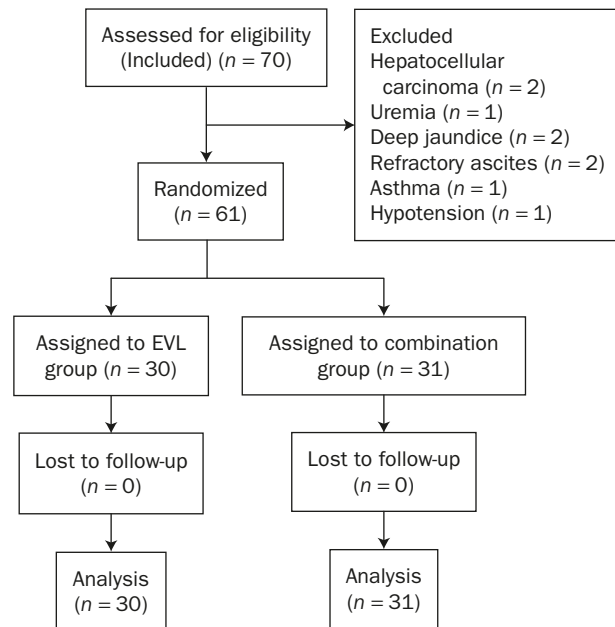 Assessed for eligibility
(Included) (n = 70)
Excluded
Hepatocellular
carcinoma (n = 2)
Uremia (n = 1)
Deep jaundice (n = 2)
Refractory ascites (n = 2)
Asthma (n = 1)
Hypotension (n = 1)
Randomized
(n = 61)
Assigned to EVL
group (n = 30)
Assigned to combination
group (n = 31)
Lost to follow-up
(n = 0)
Lost to follow-up
(n = 0)
Analysis
(n = 30)
Analysis
(n = 31)